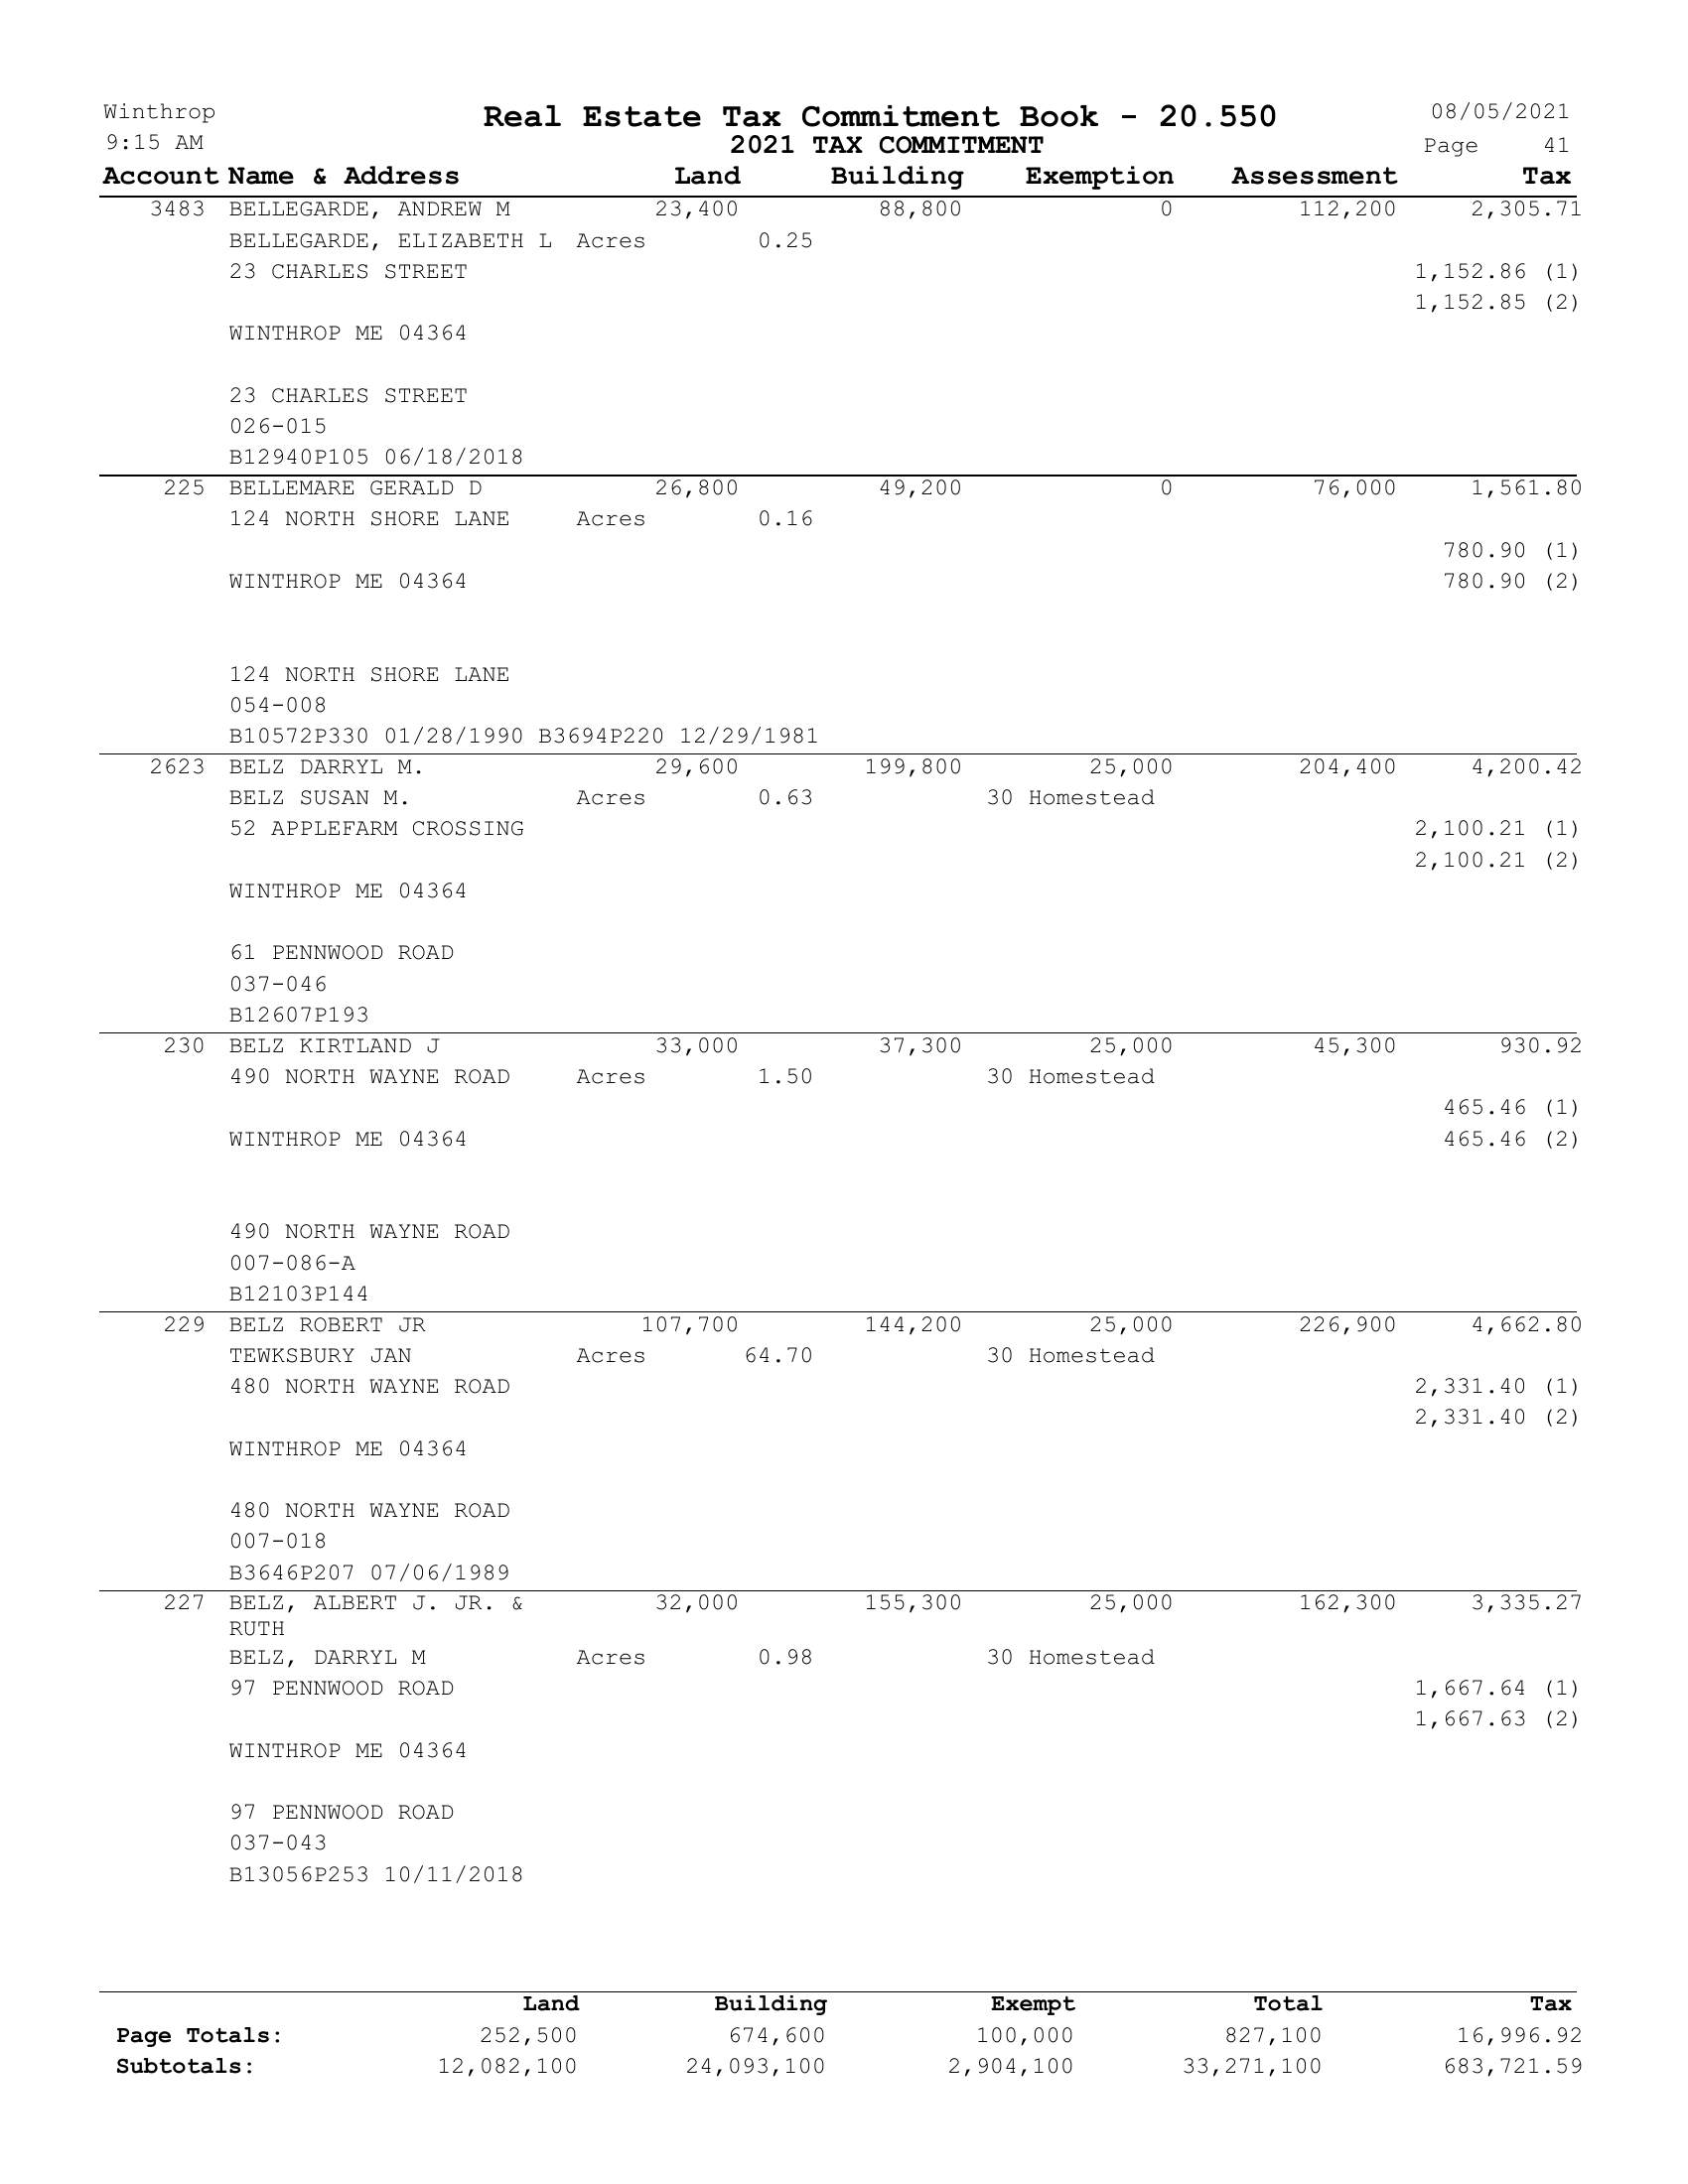 Winthrop Real Estate Tax Commitment Book - 20.550 08/05/2021
9:15 AM 2021 TAX COMMITMENT Page 41
Account Name & Address Land Building Exemption Assessment Tax
3483 BELLEGARDE, ANDREW M 23,400 88,800 0 112,200 2,305.71
BELLEGARDE, ELIZABETH L Acres 0.25
23 CHARLES STREET 1,152.86 (1)
1,152.85 (2)
WINTHROP ME 04364
23 CHARLES STREET
026-015
B12940P105 06/18/2018
225 BELLEMARE GERALD D 26,800 49,200 0 76,000 1,561.80
124 NORTH SHORE LANE Acres 0.16
780.90 (1)
WINTHROP ME 04364 780.90 (2)
124 NORTH SHORE LANE
054-008
B10572P330 01/28/1990 B3694P220 12/29/1981
2623 BELZ DARRYL M. 29,600 199,800 25,000 204,400 4,200.42
BELZ SUSAN M. Acres 0.63 30 Homestead
52 APPLEFARM CROSSING 2,100.21 (1)
2,100.21 (2)
WINTHROP ME 04364
61 PENNWOOD ROAD
037-046
B12607P193
230 BELZ KIRTLAND J 33,000 37,300 25,000 45,300 930.92
490 NORTH WAYNE ROAD Acres 1.50 30 Homestead
465.46 (1)
WINTHROP ME 04364 465.46 (2)
490 NORTH WAYNE ROAD
007-086-A
B12103P144
229 BELZ ROBERT JR 107,700 144,200 25,000 226,900 4,662.80
TEWKSBURY JAN Acres 64.70 30 Homestead
480 NORTH WAYNE ROAD 2,331.40 (1)
2,331.40 (2)
WINTHROP ME 04364
480 NORTH WAYNE ROAD
007-018
B3646P207 07/06/1989
227 BELZ, ALBERT J. JR. & 32,000 155,300 25,000 162,300 3,335.27
RUTH
BELZ, DARRYL M Acres 0.98 30 Homestead
97 PENNWOOD ROAD 1,667.64 (1)
1,667.63 (2)
WINTHROP ME 04364
97 PENNWOOD ROAD
037-043
B13056P253 10/11/2018
Land Building Exempt Total Tax
Page Totals: 252,500 674,600 100,000 827,100 16,996.92
Subtotals: 12,082,100 24,093,100 2,904,100 33,271,100 683,721.59